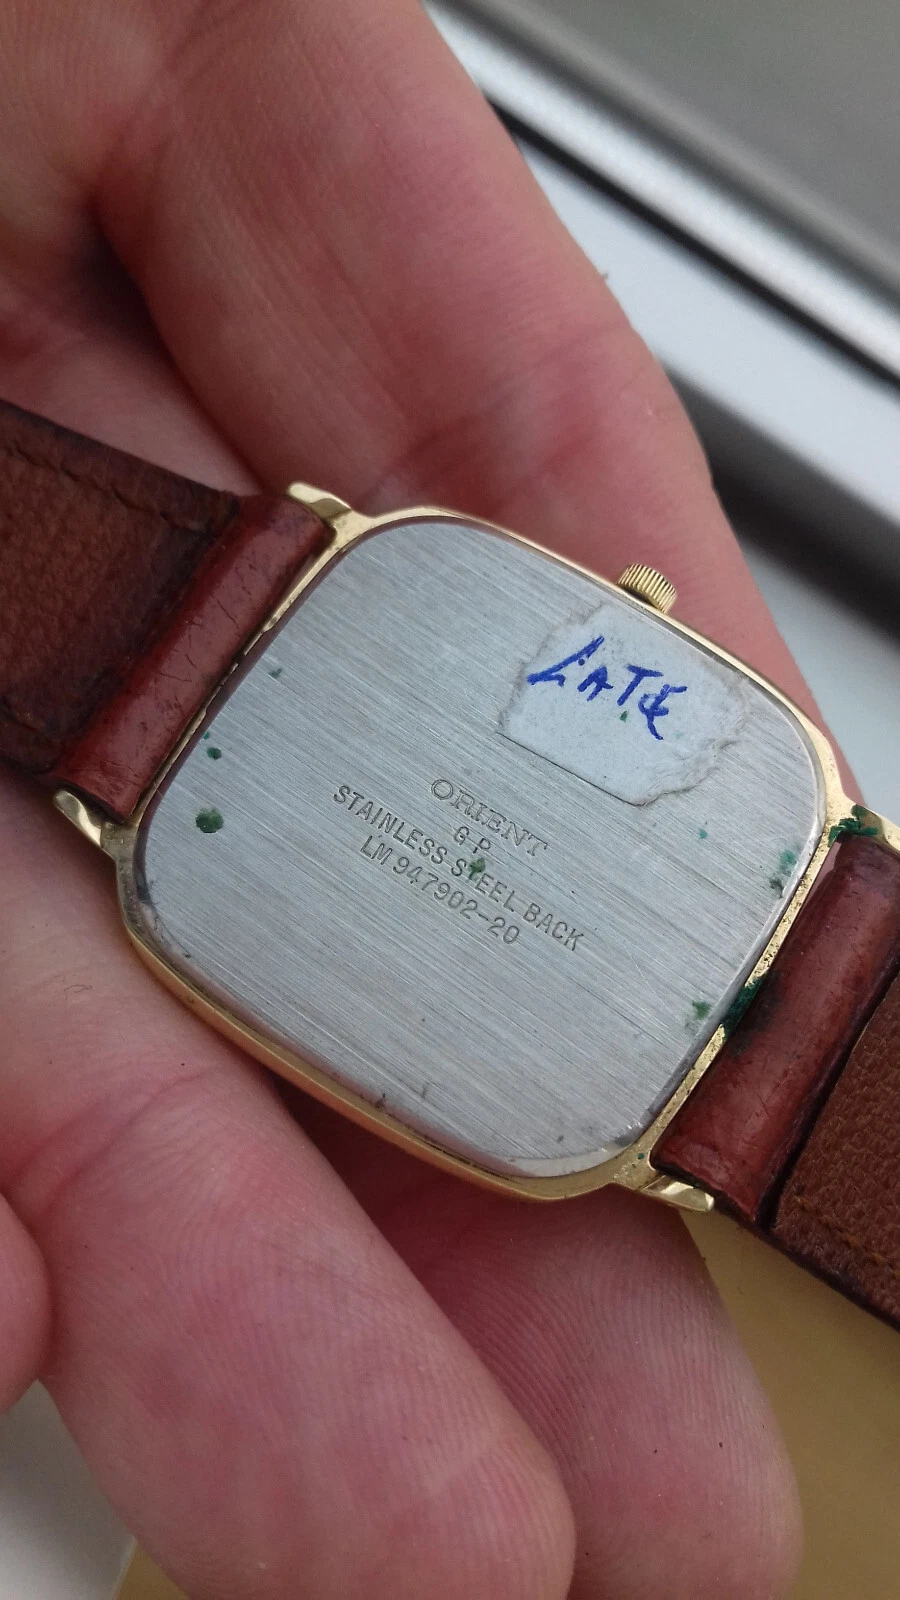 LATE
ORIENT
G P
STAINLESS STEEL BACK
LM 947902-20